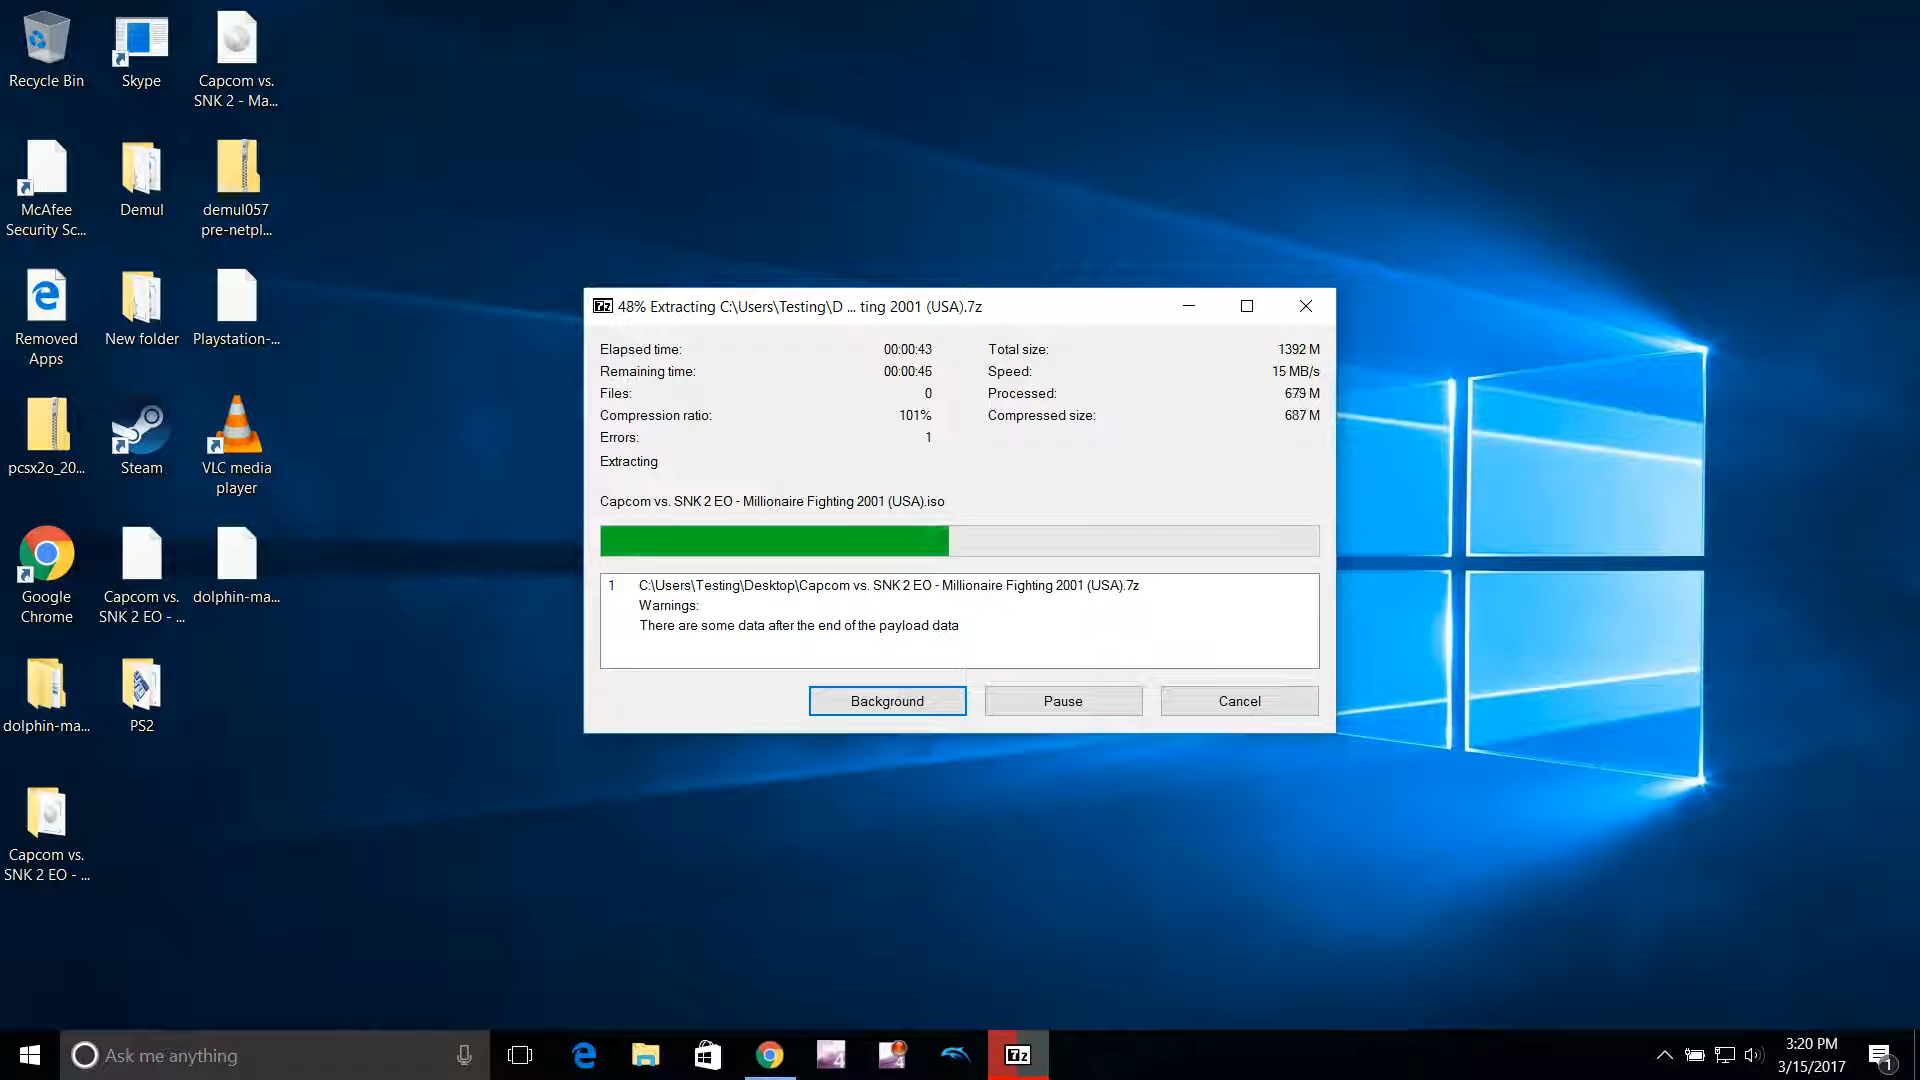 Recycle Bin
Skype
Capcom vs.
SNK 2 - Ma...
McAfee
Security Sc...
Demul
demul057
pre-netpl...
Removed
Apps
New folder
Playstation-...
pcsx2o_20...
Steam
VLC media
player
Google
Chrome
Capcom vs.
SNK 2 EO - ...
dolphin-ma...
dolphin-ma...
PS2
Capcom vs.
SNK 2 EO - ...
7z 48% Extracting C:\Users\Testing\D ... ting 2001 (USA).7z
Elapsed time: 00:00:43 Total size: 1392 M
Remaining time: 00:00:45 Speed: 15 MB/s
Files: 0 Processed: 679 M
Compression ratio: 101% Compressed size: 687 M
Errors: 1
Extracting
Capcom vs. SNK 2 EO - Millionaire Fighting 2001 (USA).iso
1 C:\Users\Testing\Desktop\Capcom vs. SNK 2 EO - Millionaire Fighting 2001 (USA).7z
Warnings:
There are some data after the end of the payload data
Background Pause Cancel
Ask me anything
4
4
7z
3:20 PM
3/15/2017
1